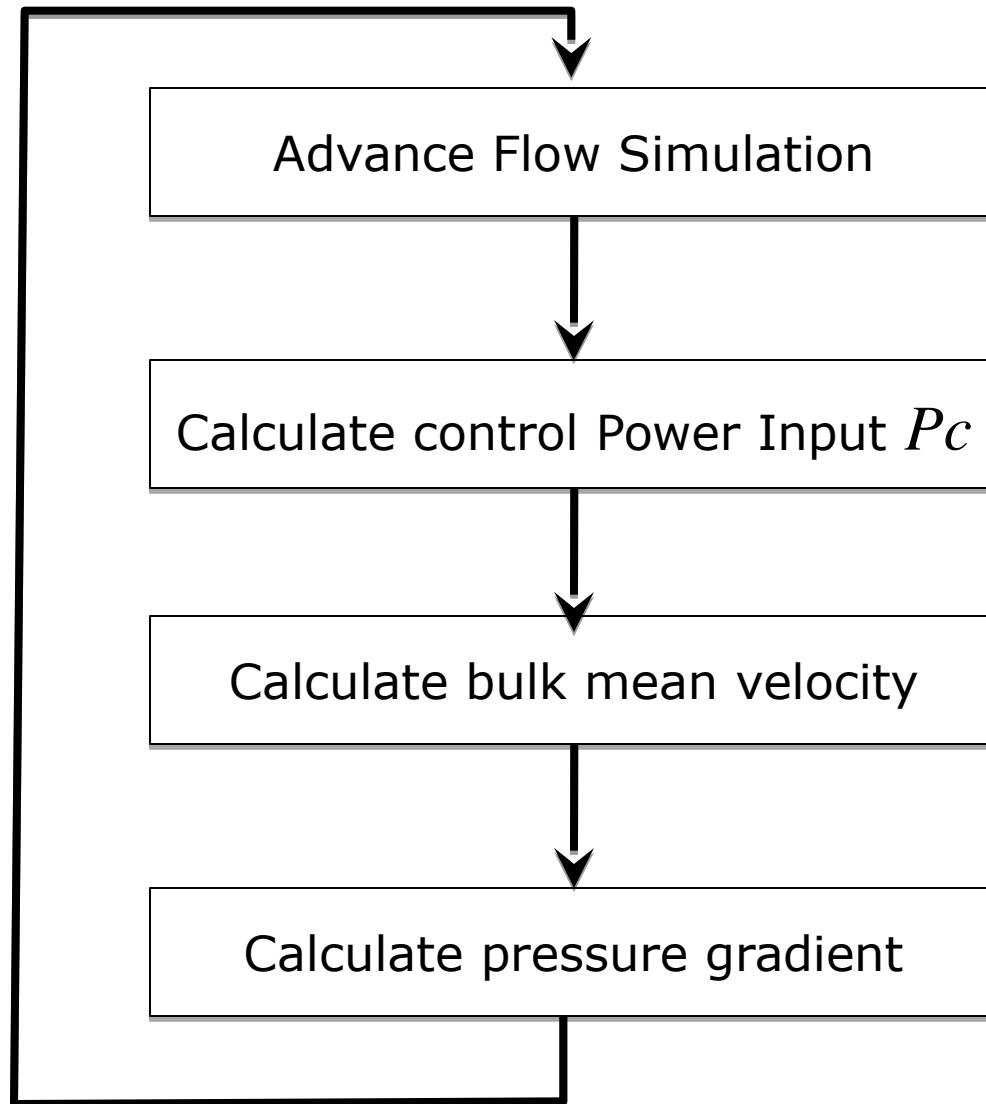 Advance Flow Simulation
Calculate control Power Input Pc
Calculate bulk mean velocity
Calculate pressure gradient